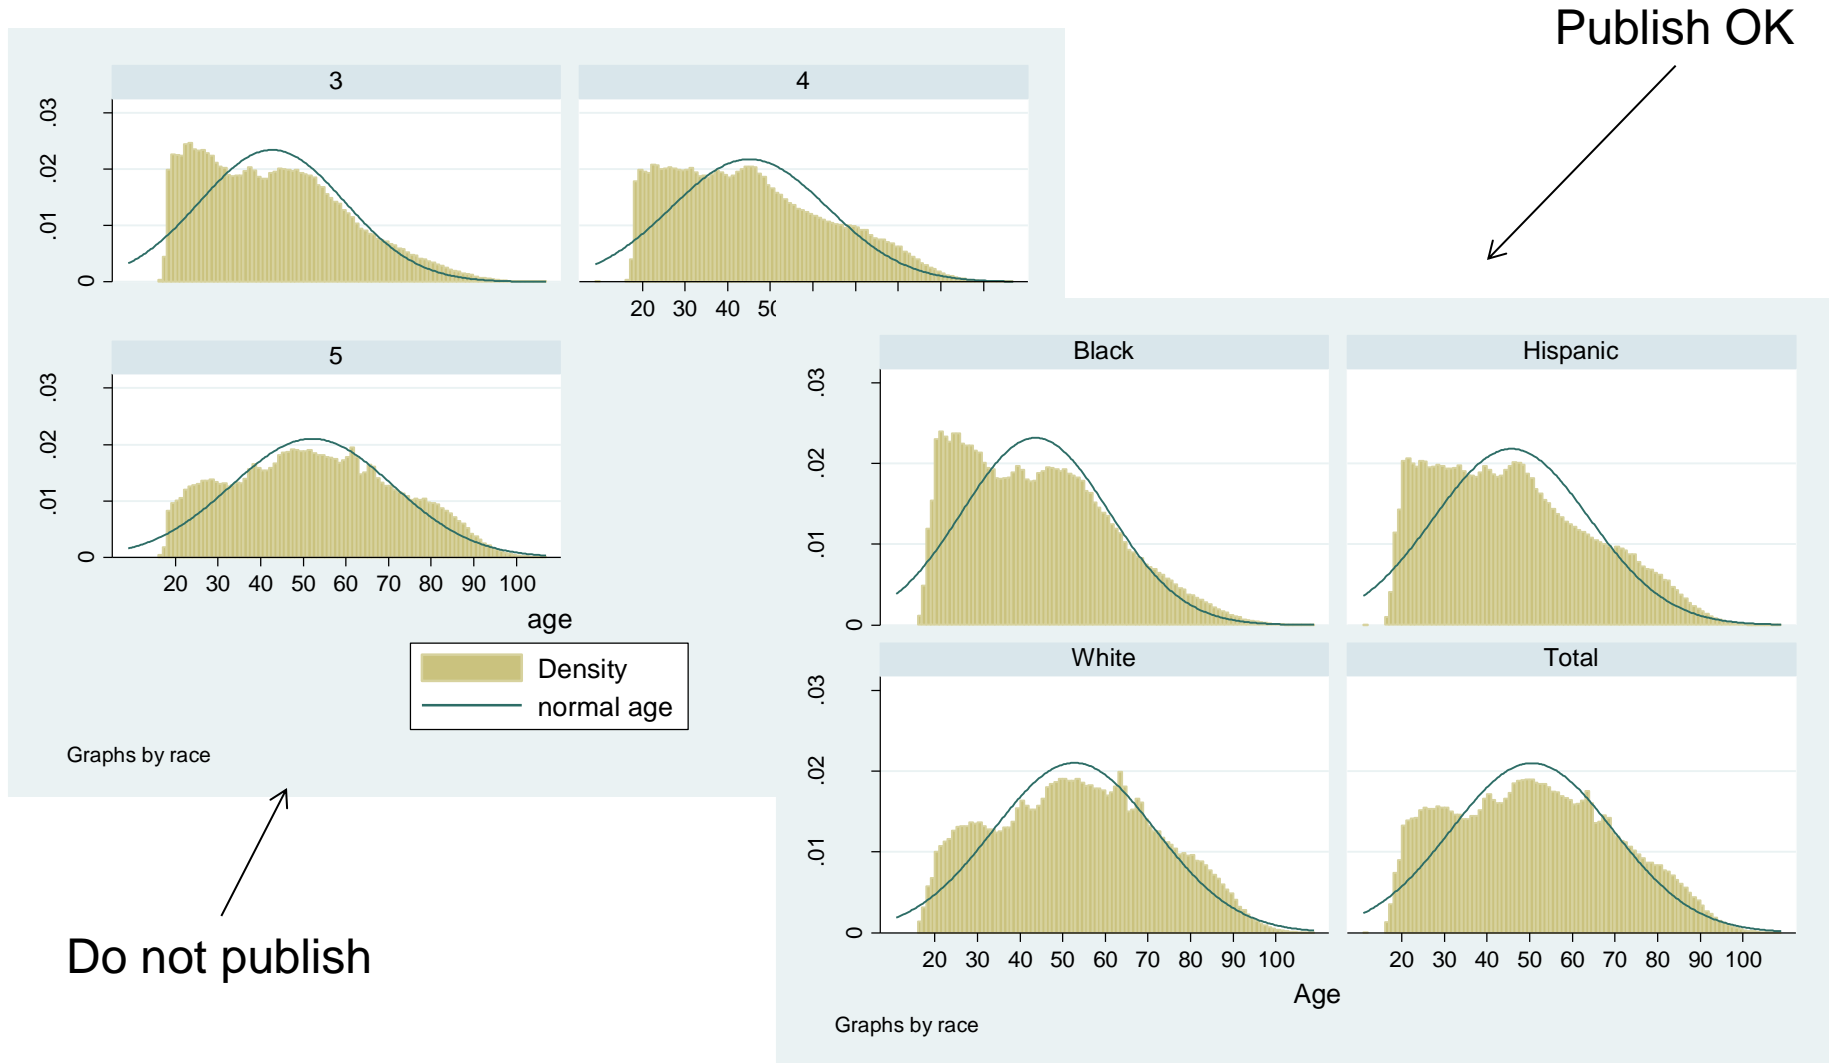 Publish OK
3 4
.03
.02
.01
0
20 30 40 50
5
.03
.02
.01
0
20 30 40 50 60 70 80 90 100
age
Density
normal age
Graphs by race
Do not publish
Black Hispanic
.03
.02
.01
0
White Total
.03
.02
.01
0
20 30 40 50 60 70 80 90 100 20 30 40 50 60 70 80 90 100
Age
Graphs by race